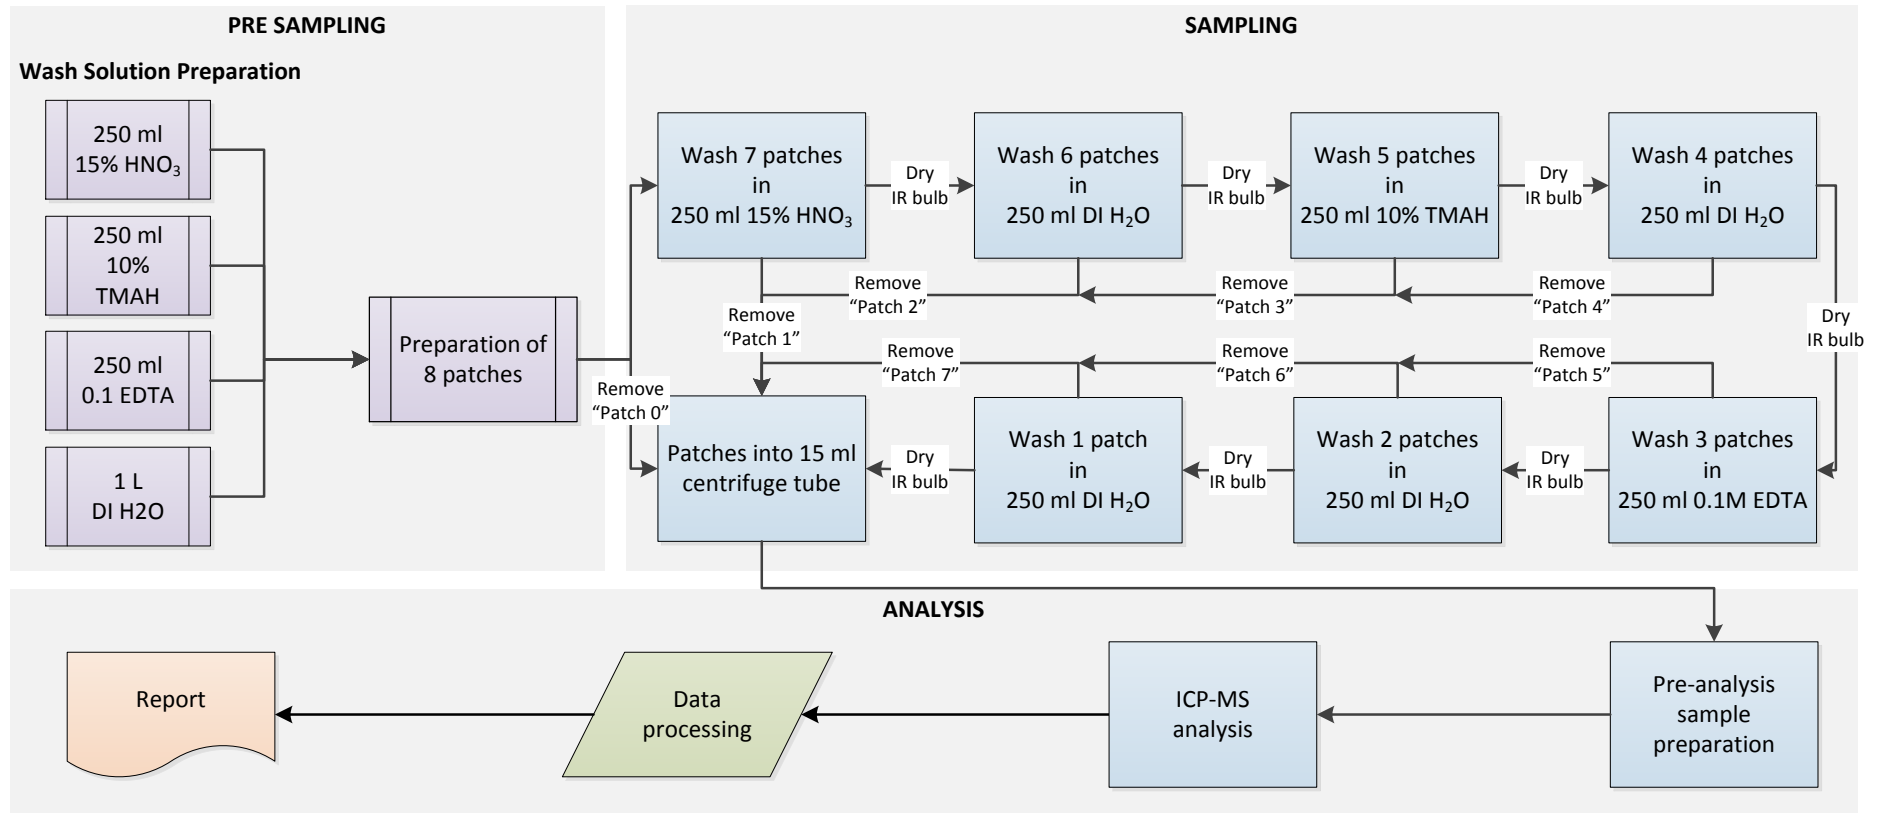 PRE SAMPLING
Wash Solution Preparation
250 ml
15% HNO₃
250 ml
10%
TMAH
250 ml
0.1 EDTA
1 L
DI H2O
Preparation of
8 patches
Remove
“Patch 0”
SAMPLING
Wash 7 patches
in
250 ml 15% HNO₃
Dry
IR bulb
Wash 6 patches
in
250 ml DI H₂O
Dry
IR bulb
Wash 5 patches
in
250 ml 10% TMAH
Dry
IR bulb
Wash 4 patches
in
250 ml DI H₂O
Remove
“Patch 1”
Remove
“Patch 2”
Remove
“Patch 3”
Remove
“Patch 4”
Dry
IR bulb
Remove
“Patch 7”
Remove
“Patch 6”
Remove
“Patch 5”
Patches into 15 ml
centrifuge tube
Dry
IR bulb
Wash 1 patch
in
250 ml DI H₂O
Dry
IR bulb
Wash 2 patches
in
250 ml DI H₂O
Dry
IR bulb
Wash 3 patches
in
250 ml 0.1M EDTA
ANALYSIS
Report
Data
processing
ICP-MS
analysis
Pre-analysis
sample
preparation